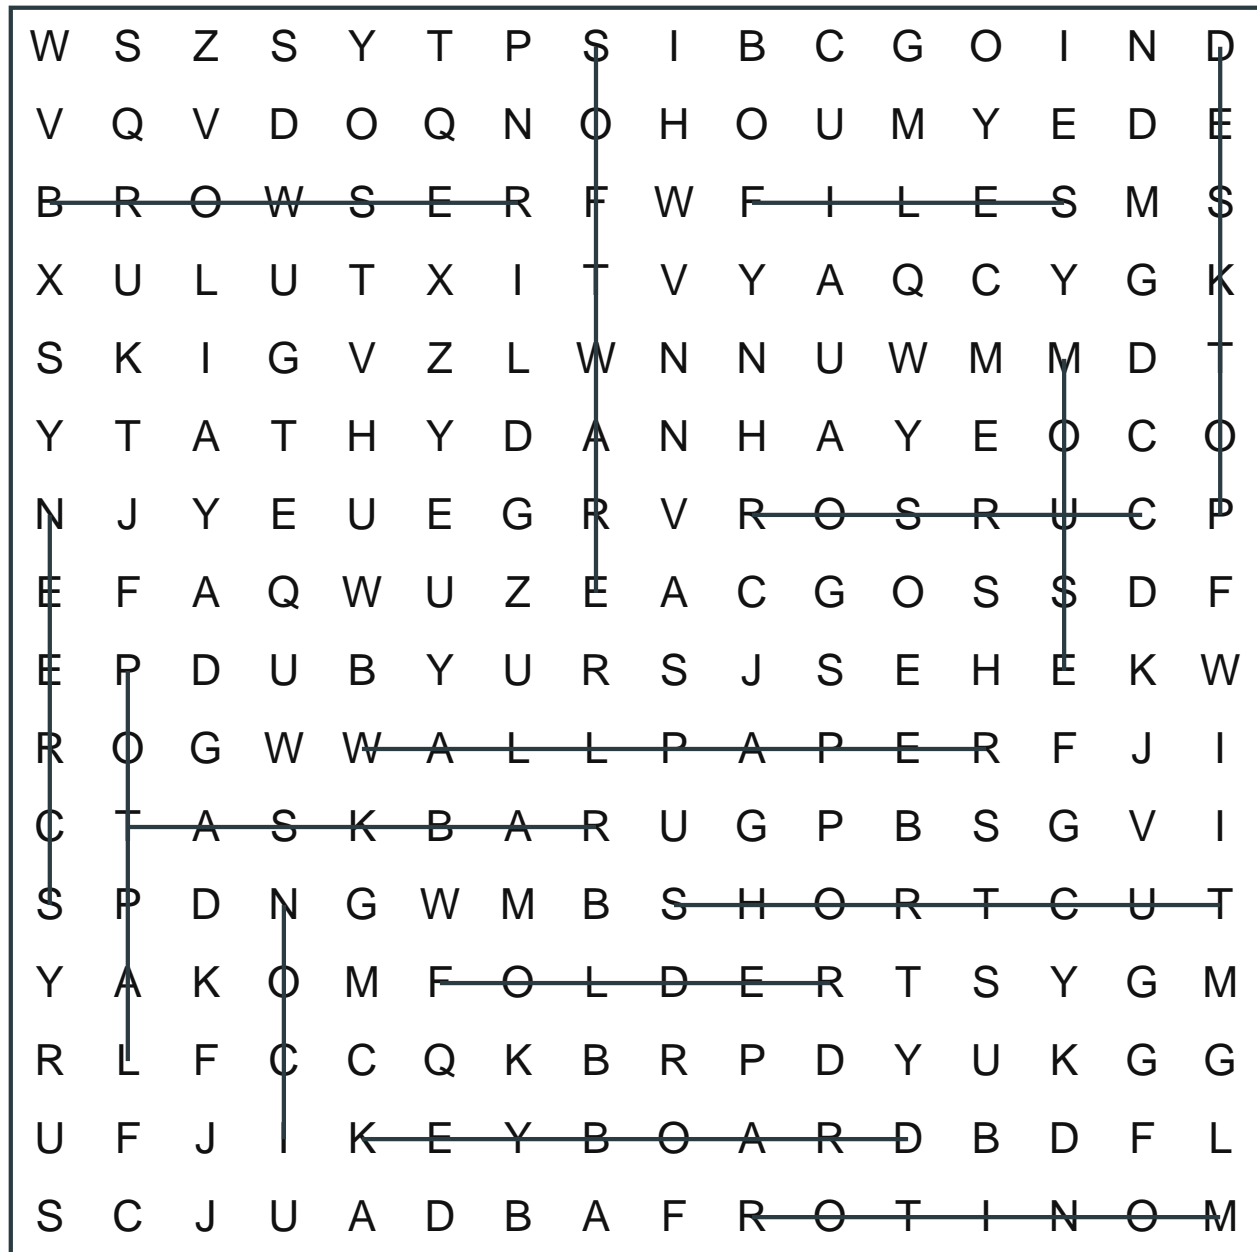 W S Z S Y T P S I B C G O I N D
V Q V D O Q N O H O U M Y E D E
B R O W S E R F W F I L E S M S
X U L U T X I T V Y A Q C Y G K
S K I G V Z L W N N U W M M D T
Y T A T H Y D A N H A Y E O C O
N J Y E U E G R V R O S R U C P
E F A Q W U Z E A C G O S S D F
E P D U B Y U R S J S E H E K W
R O G W W A L L P A P E R F J I
C T A S K B A R U G P B S G V I
S P D N G W M B S H O R T C U T
Y A K O M F O L D E R T S Y G M
R L F C C Q K B R P D Y U K G G
U F J I K E Y B O A R D B D F L
S C J U A D B A F R O T I N O M